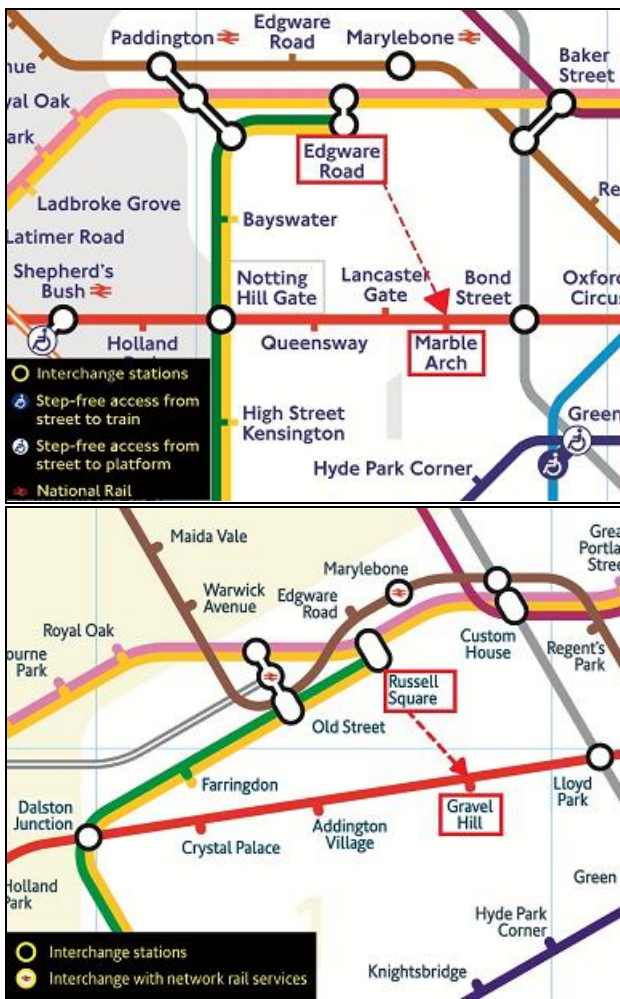 Paddington
Edgware
Road
Marylebone
Baker
Street
nue
yal Oak
ark
Edgware
Road
Ladbroke Grove
Latimer Road
Bayswater
Re
Shepherd's
Bush
Notting
Hill Gate
Lancaster
Gate
Bond
Street
Oxford
Circus
Holland
Queensway
Marble
Arch
Interchange stations
Step-free access from
street to train
Step-free access from
street to platform
National Rail
High Street
Kensington
Green
Hyde Park Corner
1
Maida Vale
Marylebone
Grea
Portla
Stree
Warwick
Avenue
Edgware
Road
Royal Oak
ourne
Park
Custom
House
Regent's
Park
Russell
Square
Old Street
Farringdon
Gravel
Hill
Lloyd
Park
Dalston
Junction
Crystal Palace
Addington
Village
Holland
Park
Green
1
Hyde Park
Corner
Knightsbridge
Interchange stations
Interchange with network rail services